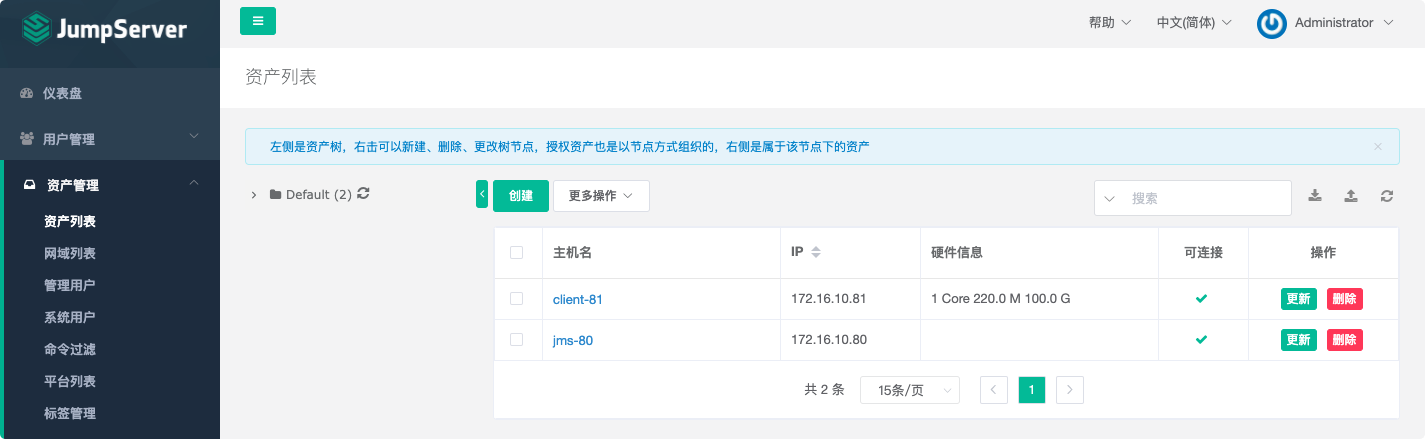 JumpServer
帮助
中文(简体)
Administrator
仪表盘
用户管理
资产管理
资产列表
网域列表
管理用户
系统用户
命令过滤
平台列表
标签管理
资产列表
左侧是资产树，右击可以新建、删除、更改树节点，授权资产也是以节点方式组织的，右侧是属于该节点下的资产
Default (2)
创建
更多操作
搜索
主机名 IP 硬件信息 可连接 操作
client-81 172.16.10.81 1 Core 220.0 M 100.0 G 更新 删除
jms-80 172.16.10.80 更新 删除
共 2 条 15条/页 1